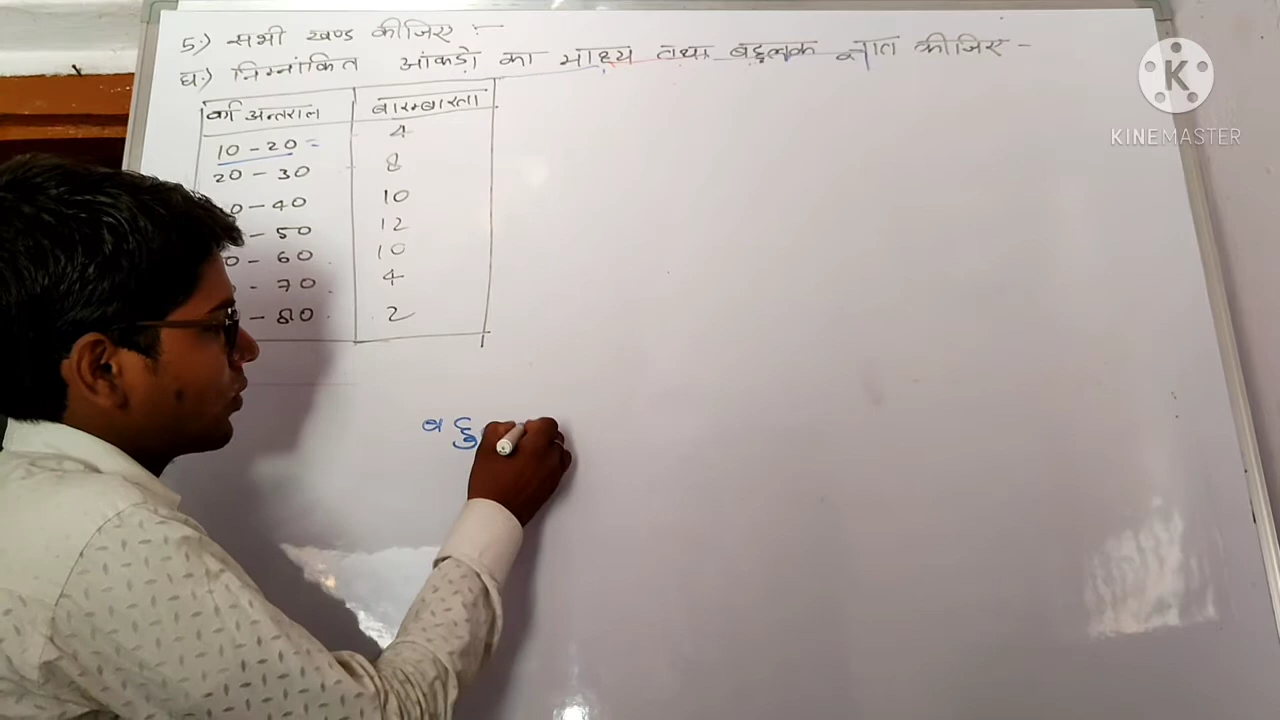 5.) सभी खण्ड कीजिए :-
घ.) निम्नांकित आंकड़ो का माध्य तथा बहुलक ज्ञात कीजिए -
वर्ग अन्तराल बारम्बारता
10 - 20 = 4
20 - 30 8
0 - 40 10
- 50 12
0 - 60 10
- 70 4
- 80 2
बहु
K
KINEMASTER